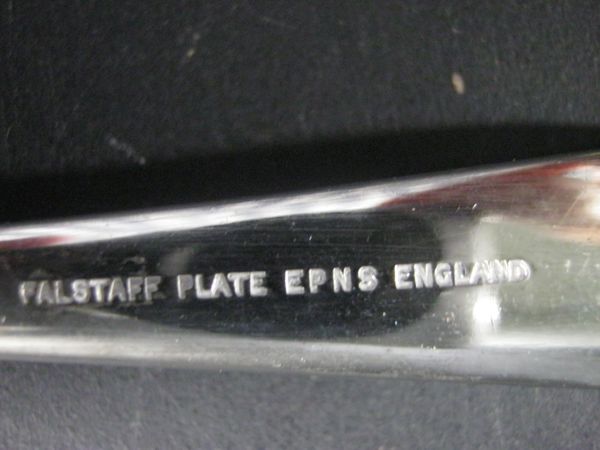 FALSTAFF PLATE EPNS ENGLAND